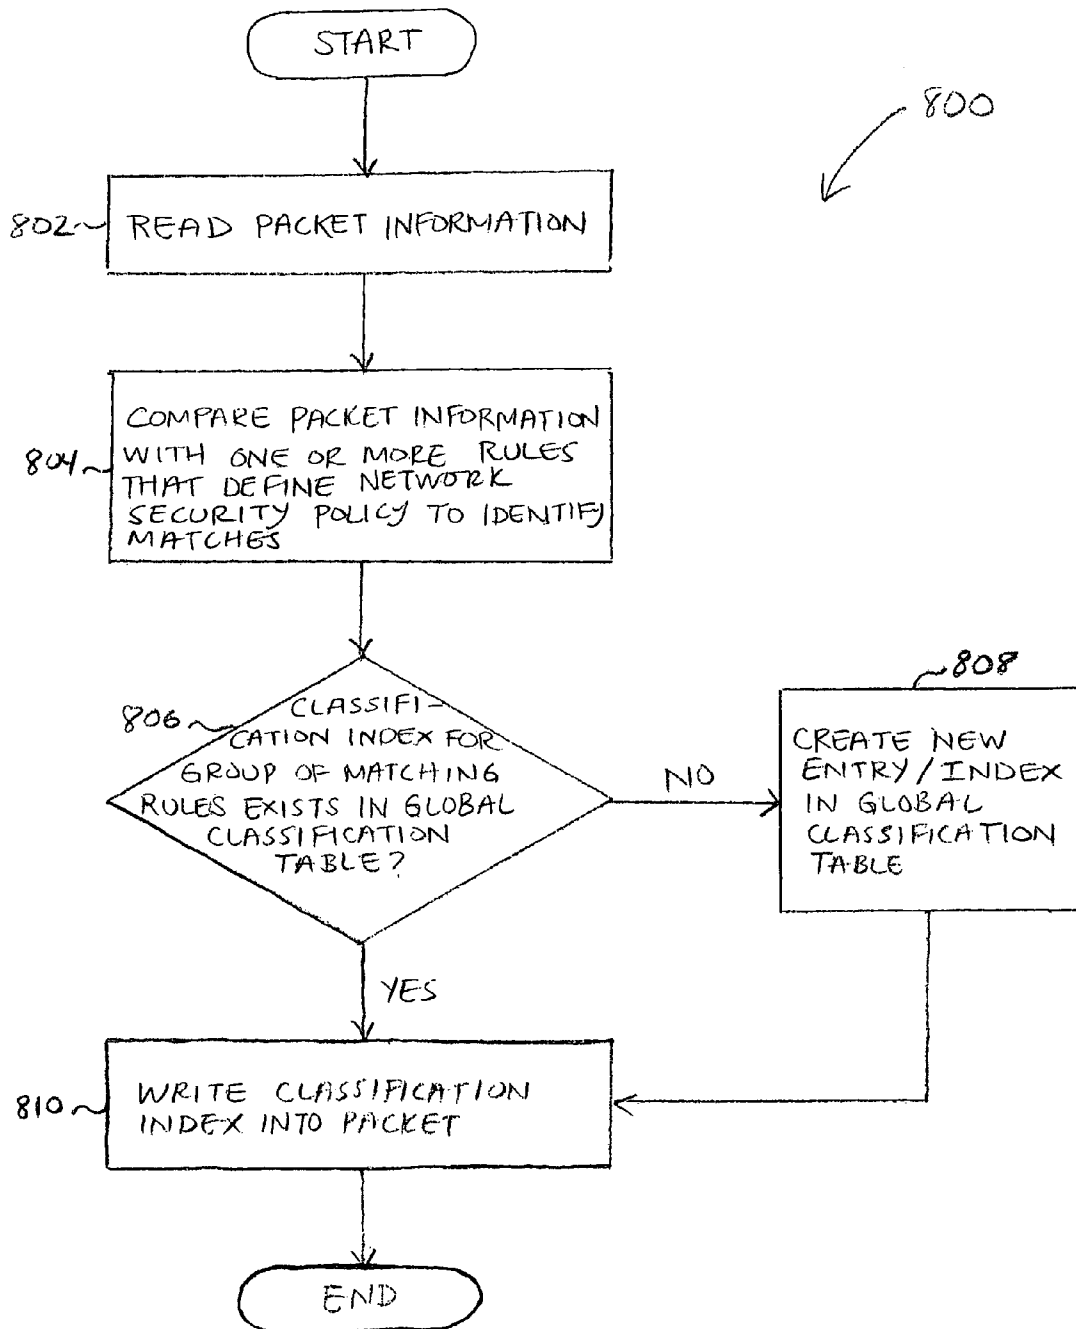 START
800
802
READ PACKET INFORMATION
804
COMPARE PACKET INFORMATION
WITH ONE OR MORE RULES
THAT DEFINE NETWORK
SECURITY POLICY TO IDENTIFY
MATCHES
806
CLASSIFI-
CATION INDEX FOR
GROUP OF MATCHING
RULES EXISTS IN GLOBAL
CLASSIFICATION
TABLE?
NO
808
CREATE NEW
ENTRY/INDEX
IN GLOBAL
CLASSIFICATION
TABLE
YES
810
WRITE CLASSIFICATION
INDEX INTO PACKET
END